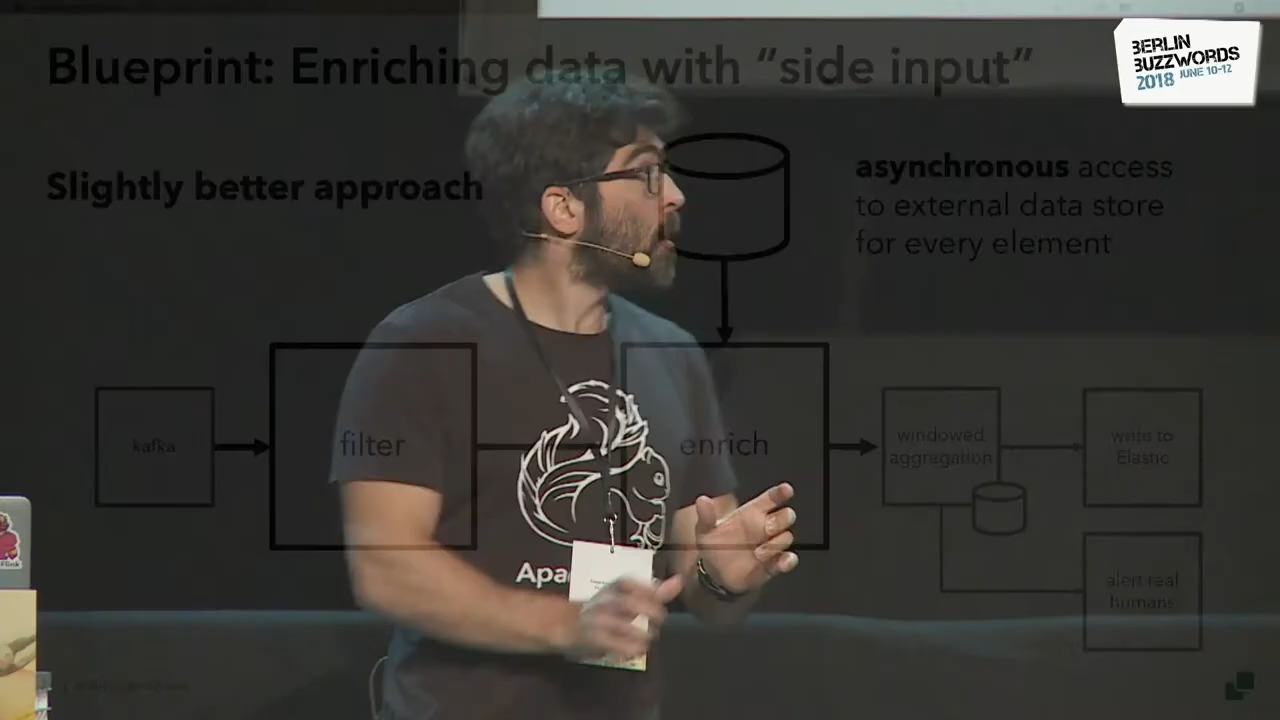 Blueprint: Enriching data with “side input”
BERLIN
BUZZWORDS
2018 JUNE 10-12
Slightly better approach
asynchronous access
to external data store
for every element
kafka
filter
enrich
windowed
aggregation
write to
Elastic
alert real
humans
Apa
Flink